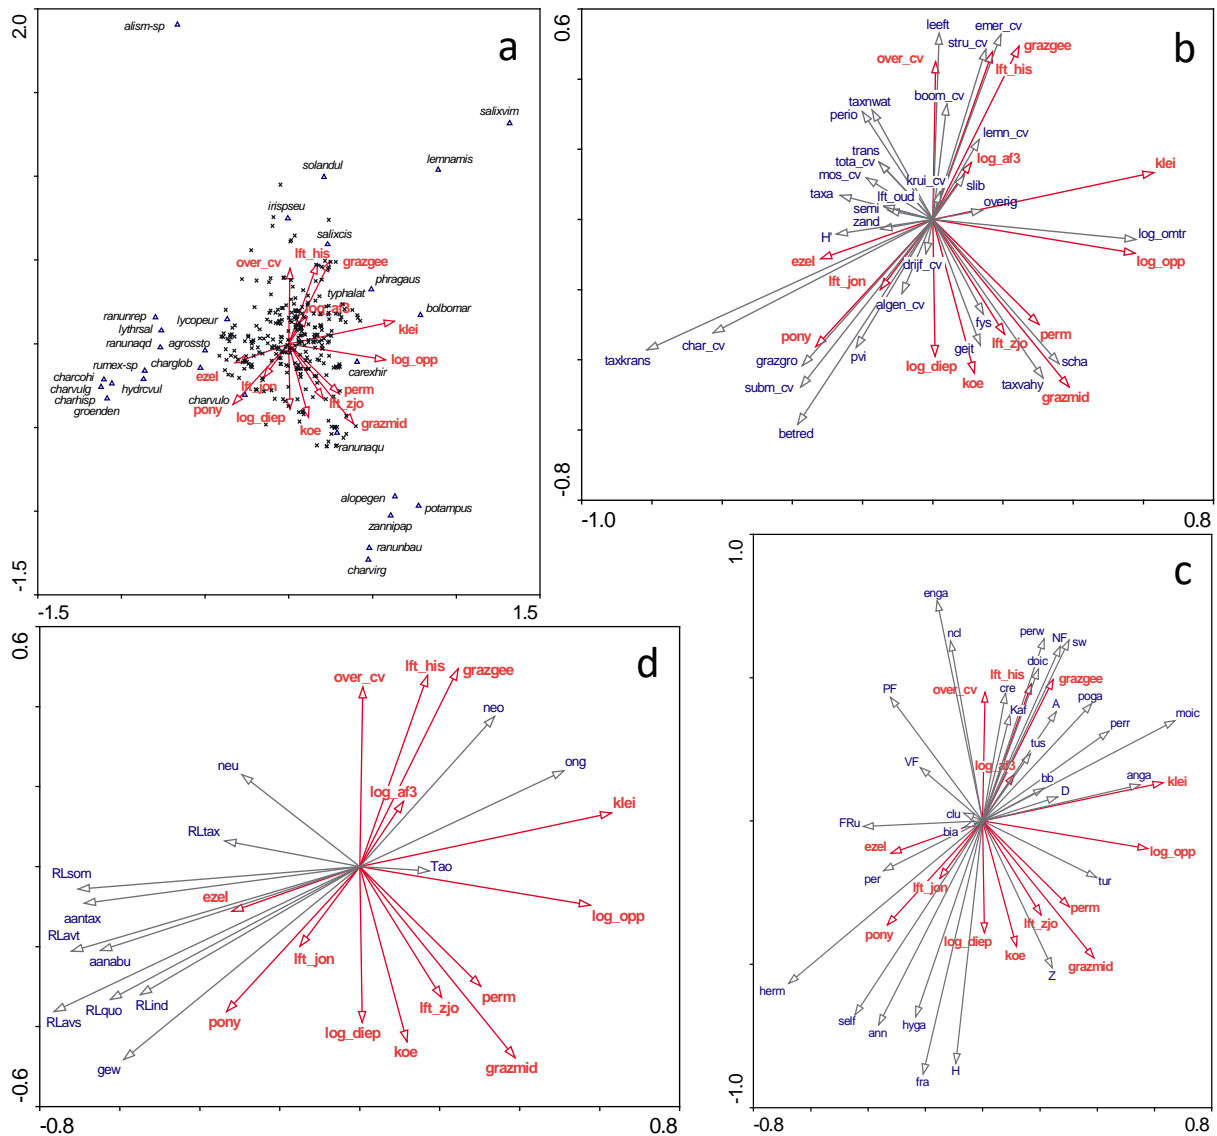 2.0
a
alism-sp
salixvim
solandul
lemnamis
irispseu
salixcis
over_cv
lft_his
grazgee
phragaus
typhalat
ranunrep
lycopeur
log_af3
bolbomar
lythrsal
klei
ranunaqd
agrossto
log_opp
rumex-sp
charglob
carexhir
charcohi
ezel
lft_jon
perm
charvulg
hydrcvul
charvulo
lft_zjo
charhisp
pony
log_diep
grazmid
groenden
koe
ranunaqu
alopegen
potampus
zannipap
ranunbau
charvirg
-1.5
-1.5
1.5
0.6
b
leeft
emer_cv
stru_cv
grazgee
over_cv
lft_his
boom_cv
taxnwat
perio
lemn_cv
trans
log_af3
tota_cv
klei
mos_cv
krui_cv
slib
taxa
lft_oud
semi
overig
zand
H'
log_omtr
ezel
log_opp
drijf_cv
lft_jon
algen_cv
fys
perm
pony
char_cv
lft_zjo
taxkrans
grazgro
pvi
log_diep
gejt
scha
koe
taxvahy
subm_cv
grazmid
betred
-0.8
-1.0
0.8
1.0
c
enga
ncl
perw
NF
sw
doic
lft_his
grazgee
PF
over_cv
cre
poga
Kaf
A
moic
perr
tus
VF
log_af3
bb
anga
klei
D
clu
FRu
bia
ezel
log_opp
per
lft_jon
tur
perm
pony
log_diep
lft_zjo
koe
grazmid
Z
herm
self
ann
hyga
fra
H
-1.0
-0.8
0.8
0.6
d
lft_his
grazgee
over_cv
neo
neu
ong
log_af3
klei
RLtax
RLsom
Tao
ezel
aantax
log_opp
RLavt
aanabu
lft_jon
perm
RLquo
RLind
lft_zjo
RLavs
pony
log_diep
koe
grazmid
gew
-0.6
-0.8
0.8